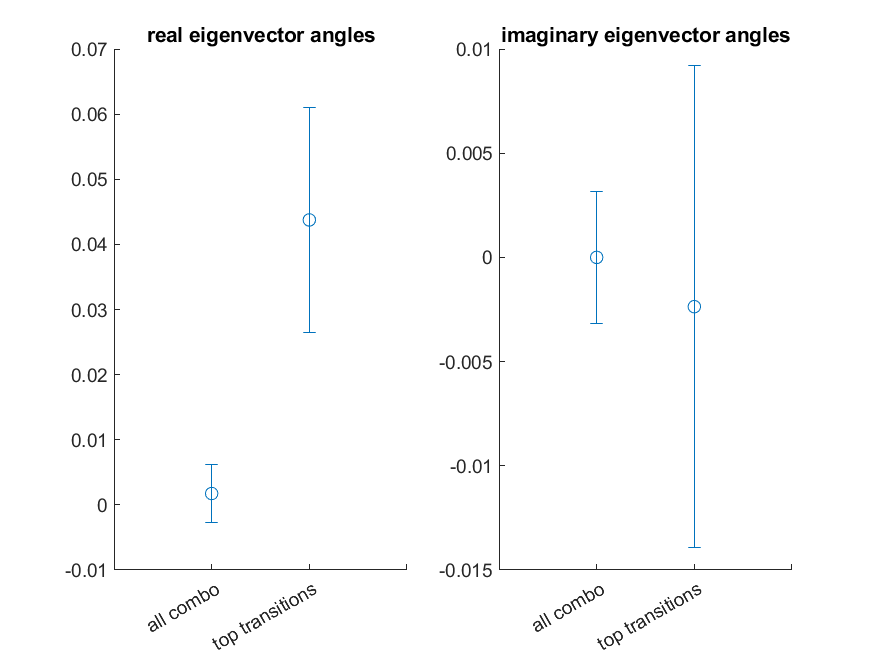 real eigenvector angles
0.07
0.06
0.05
0.04
0.03
0.02
0.01
0
-0.01
all combo
top transitions
imaginary eigenvector angles
0.01
0.005
0
-0.005
-0.01
-0.015
all combo
top transitions